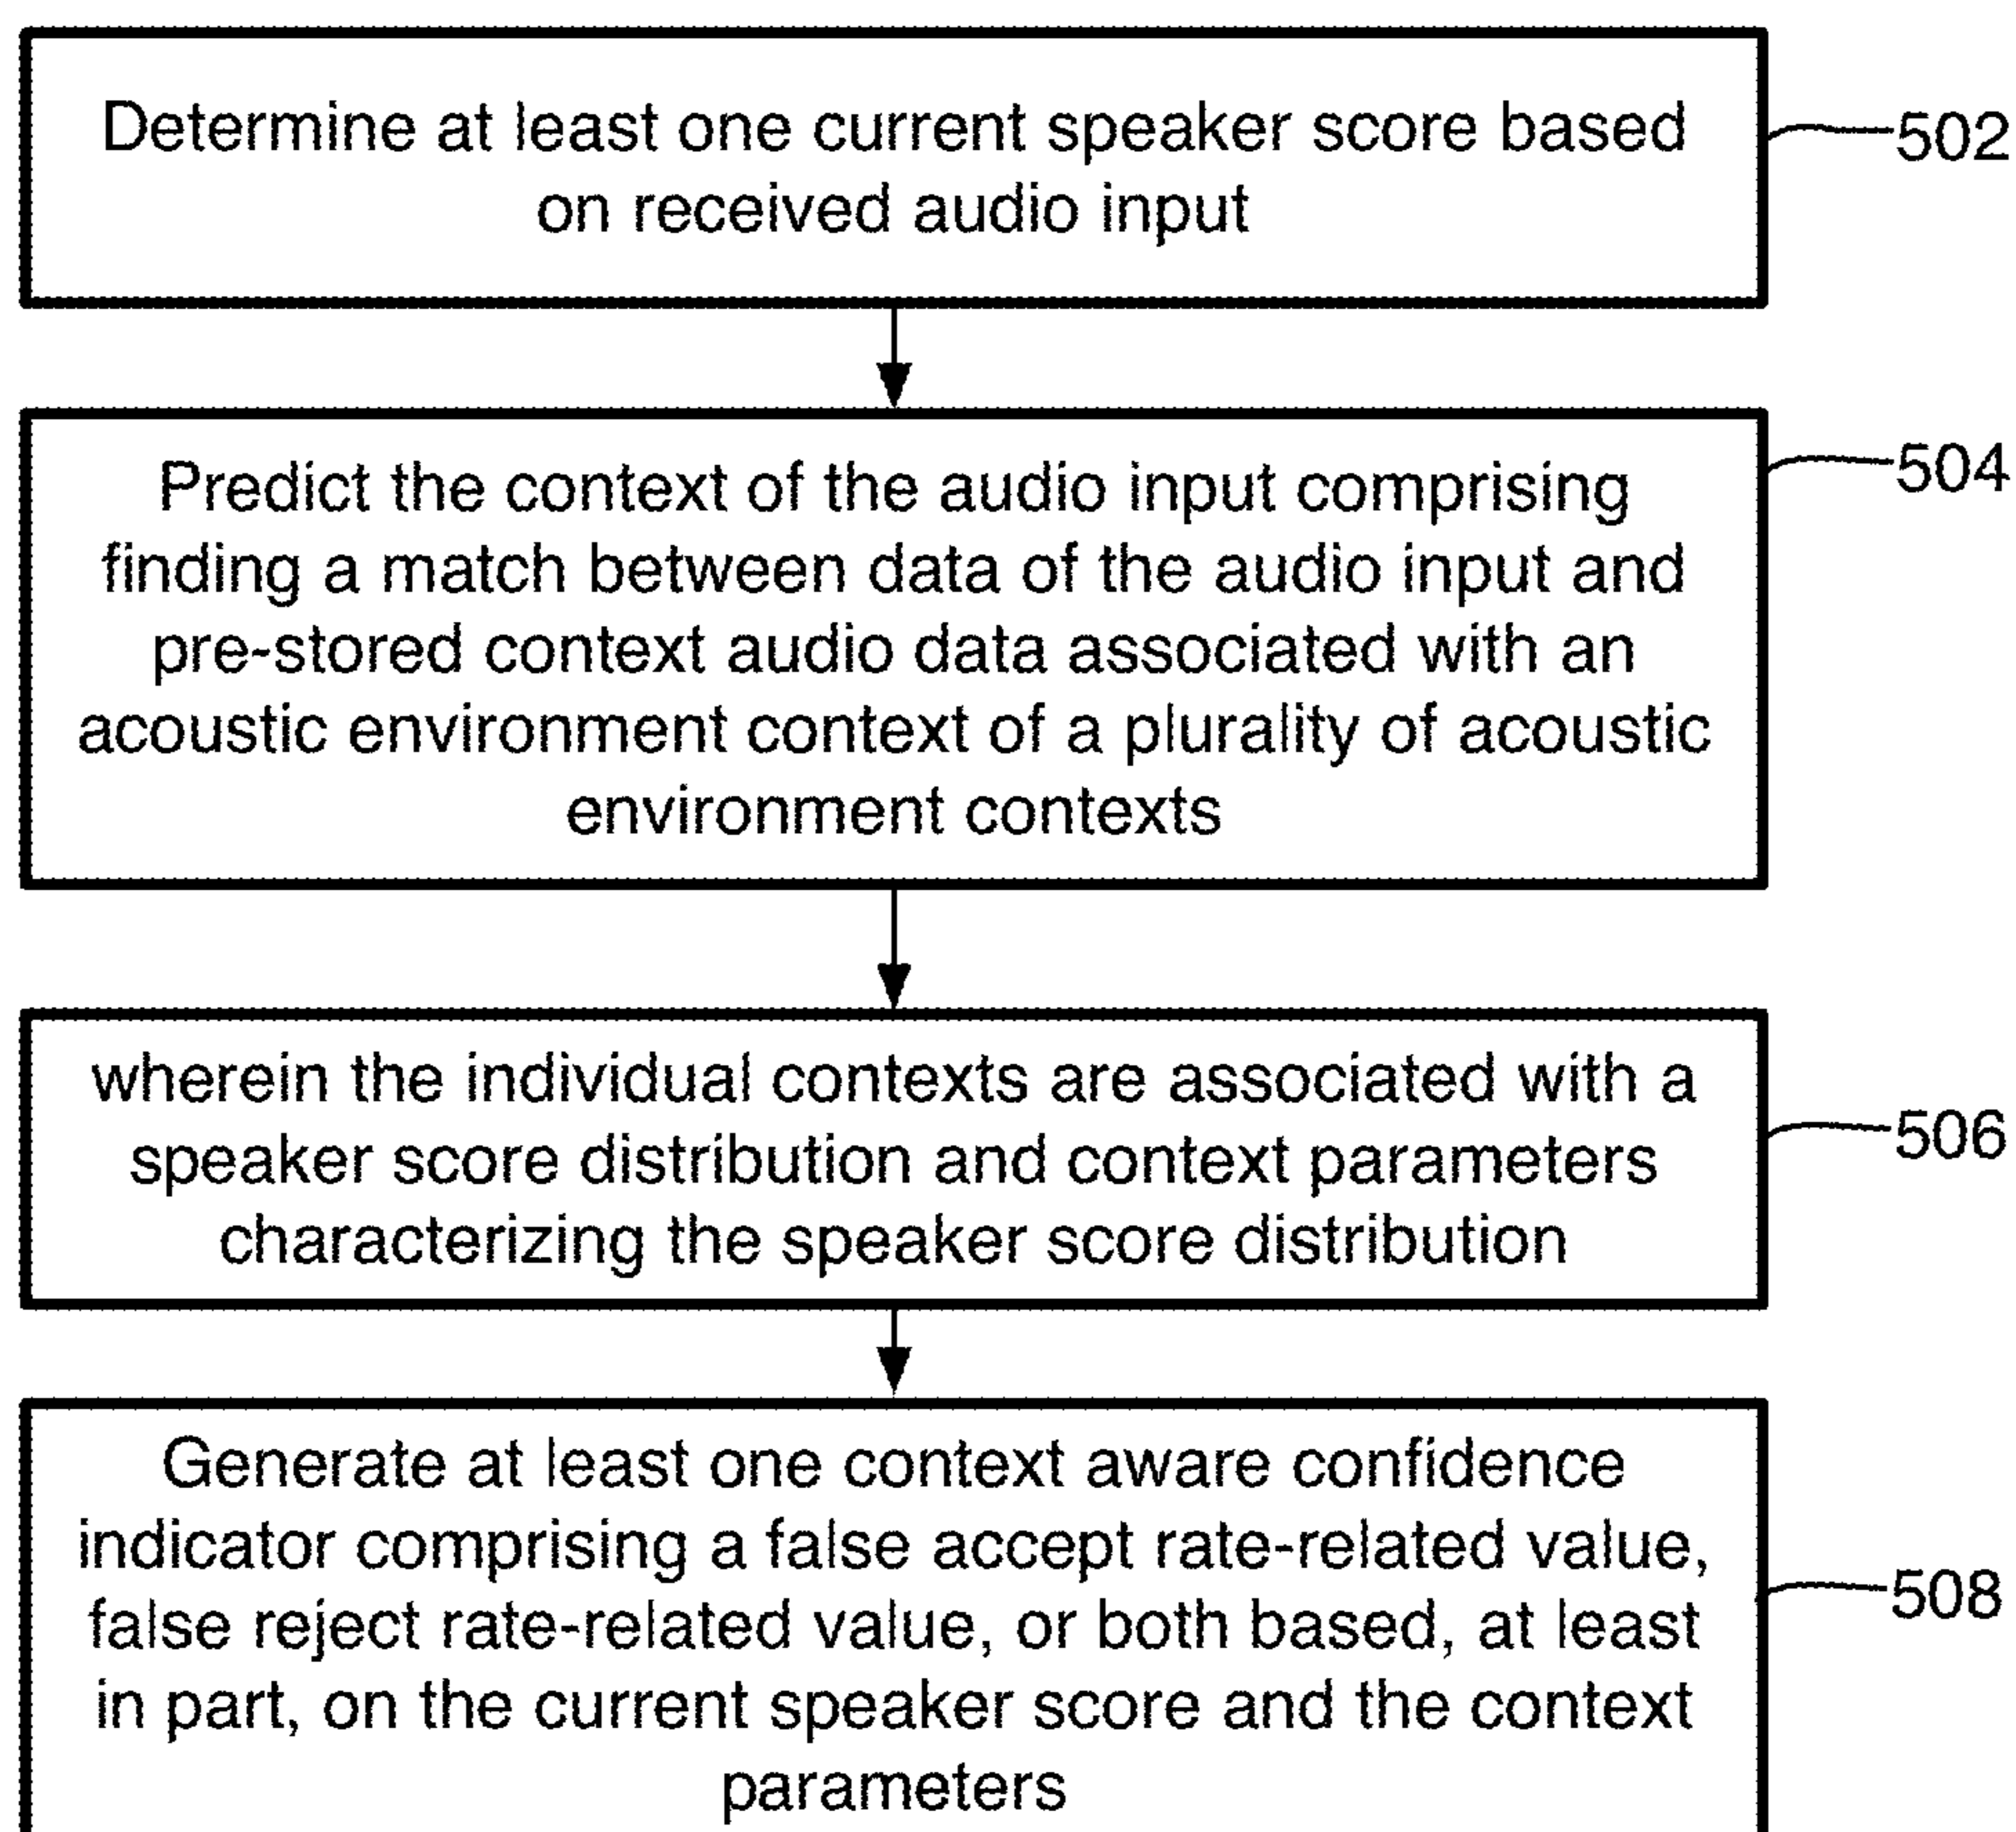 Determine at least one current speaker score based
on received audio input
502
Predict the context of the audio input comprising
finding a match between data of the audio input and
pre-stored context audio data associated with an
acoustic environment context of a plurality of acoustic
environment contexts
504
wherein the individual contexts are associated with a
speaker score distribution and context parameters
characterizing the speaker score distribution
506
Generate at least one context aware confidence
indicator comprising a false accept rate-related value,
false reject rate-related value, or both based, at least
in part, on the current speaker score and the context
parameters
508